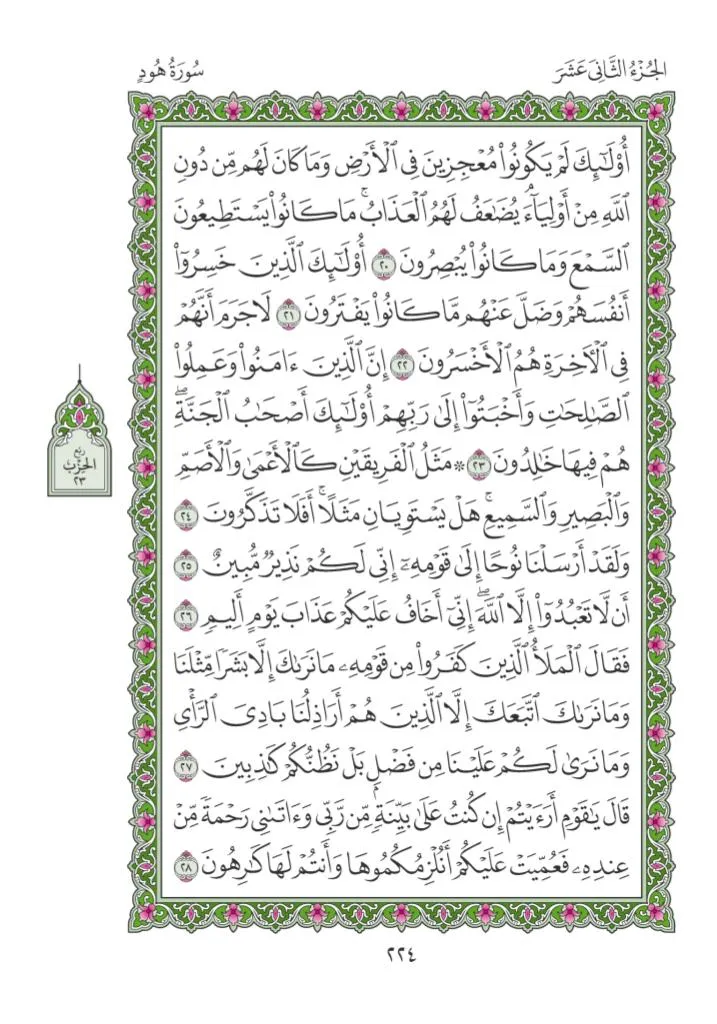 الجُزْءُ الثَّانِىَ عَشَرَ
سُورَةُ هُودٍ
أُوْلَٰٓئِكَ لَمْ يَكُونُواْ مُعْجِزِينَ فِى ٱلْأَرْضِ وَمَا كَانَ لَهُم مِّن دُونِ
ٱللَّهِ مِنْ أَوْلِيَآءَۘ يُضَٰعَفُ لَهُمُ ٱلْعَذَابُۚ مَا كَانُواْ يَسْتَطِيعُونَ
ٱلسَّمْعَ وَمَا كَانُواْ يُبْصِرُونَ ٢٠ أُوْلَٰٓئِكَ ٱلَّذِينَ خَسِرُوٓاْ
أَنفُسَهُمْ وَضَلَّ عَنْهُم مَّا كَانُواْ يَفْتَرُونَ ٢١ لَا جَرَمَ أَنَّهُمْ
فِى ٱلْأٓخِرَةِ هُمُ ٱلْأَخْسَرُونَ ٢٢ إِنَّ ٱلَّذِينَ ءَامَنُواْ وَعَمِلُواْ
ٱلصَّٰلِحَٰتِ وَأَخْبَتُوٓاْ إِلَىٰ رَبِّهِمْ أُوْلَٰٓئِكَ أَصْحَٰبُ ٱلْجَنَّةِۖ
هُمْ فِيهَا خَٰلِدُونَ ٢٣ ۞ مَثَلُ ٱلْفَرِيقَيْنِ كَٱلْأَعْمَىٰ وَٱلْأَصَمِّ
وَٱلْبَصِيرِ وَٱلسَّمِيعِۚ هَلْ يَسْتَوِيَانِ مَثَلًاۚ أَفَلَا تَذَكَّرُونَ ٢٤
وَلَقَدْ أَرْسَلْنَا نُوحًا إِلَىٰ قَوْمِهِۦٓ إِنِّى لَكُمْ نَذِيرٌ مُّبِينٌ ٢٥
أَن لَّا تَعْبُدُوٓاْ إِلَّا ٱللَّهَۖ إِنِّىٓ أَخَافُ عَلَيْكُمْ عَذَابَ يَوْمٍ أَلِيمٍ ٢٦
فَقَالَ ٱلْمَلَأُ ٱلَّذِينَ كَفَرُواْ مِن قَوْمِهِۦ مَا نَرَىٰكَ إِلَّا بَشَرًا مِّثْلَنَا
وَمَا نَرَىٰكَ ٱتَّبَعَكَ إِلَّا ٱلَّذِينَ هُمْ أَرَاذِلُنَا بَادِىَ ٱلرَّأْىِ
وَمَا نَرَىٰ لَكُمْ عَلَيْنَا مِن فَضْلٍۭ بَلْ نَظُنُّكُمْ كَٰذِبِينَ ٢٧
قَالَ يَٰقَوْمِ أَرَءَيْتُمْ إِن كُنتُ عَلَىٰ بَيِّنَةٍ مِّن رَّبِّى وَءَاتَىٰنِى رَحْمَةً مِّنْ
عِندِهِۦ فَعُمِّيَتْ عَلَيْكُمْ أَنُلْزِمُكُمُوهَا وَأَنتُمْ لَهَا كَٰرِهُونَ ٢٨
رُبْع
الحِزْبِ
٢٣
٢٢٤